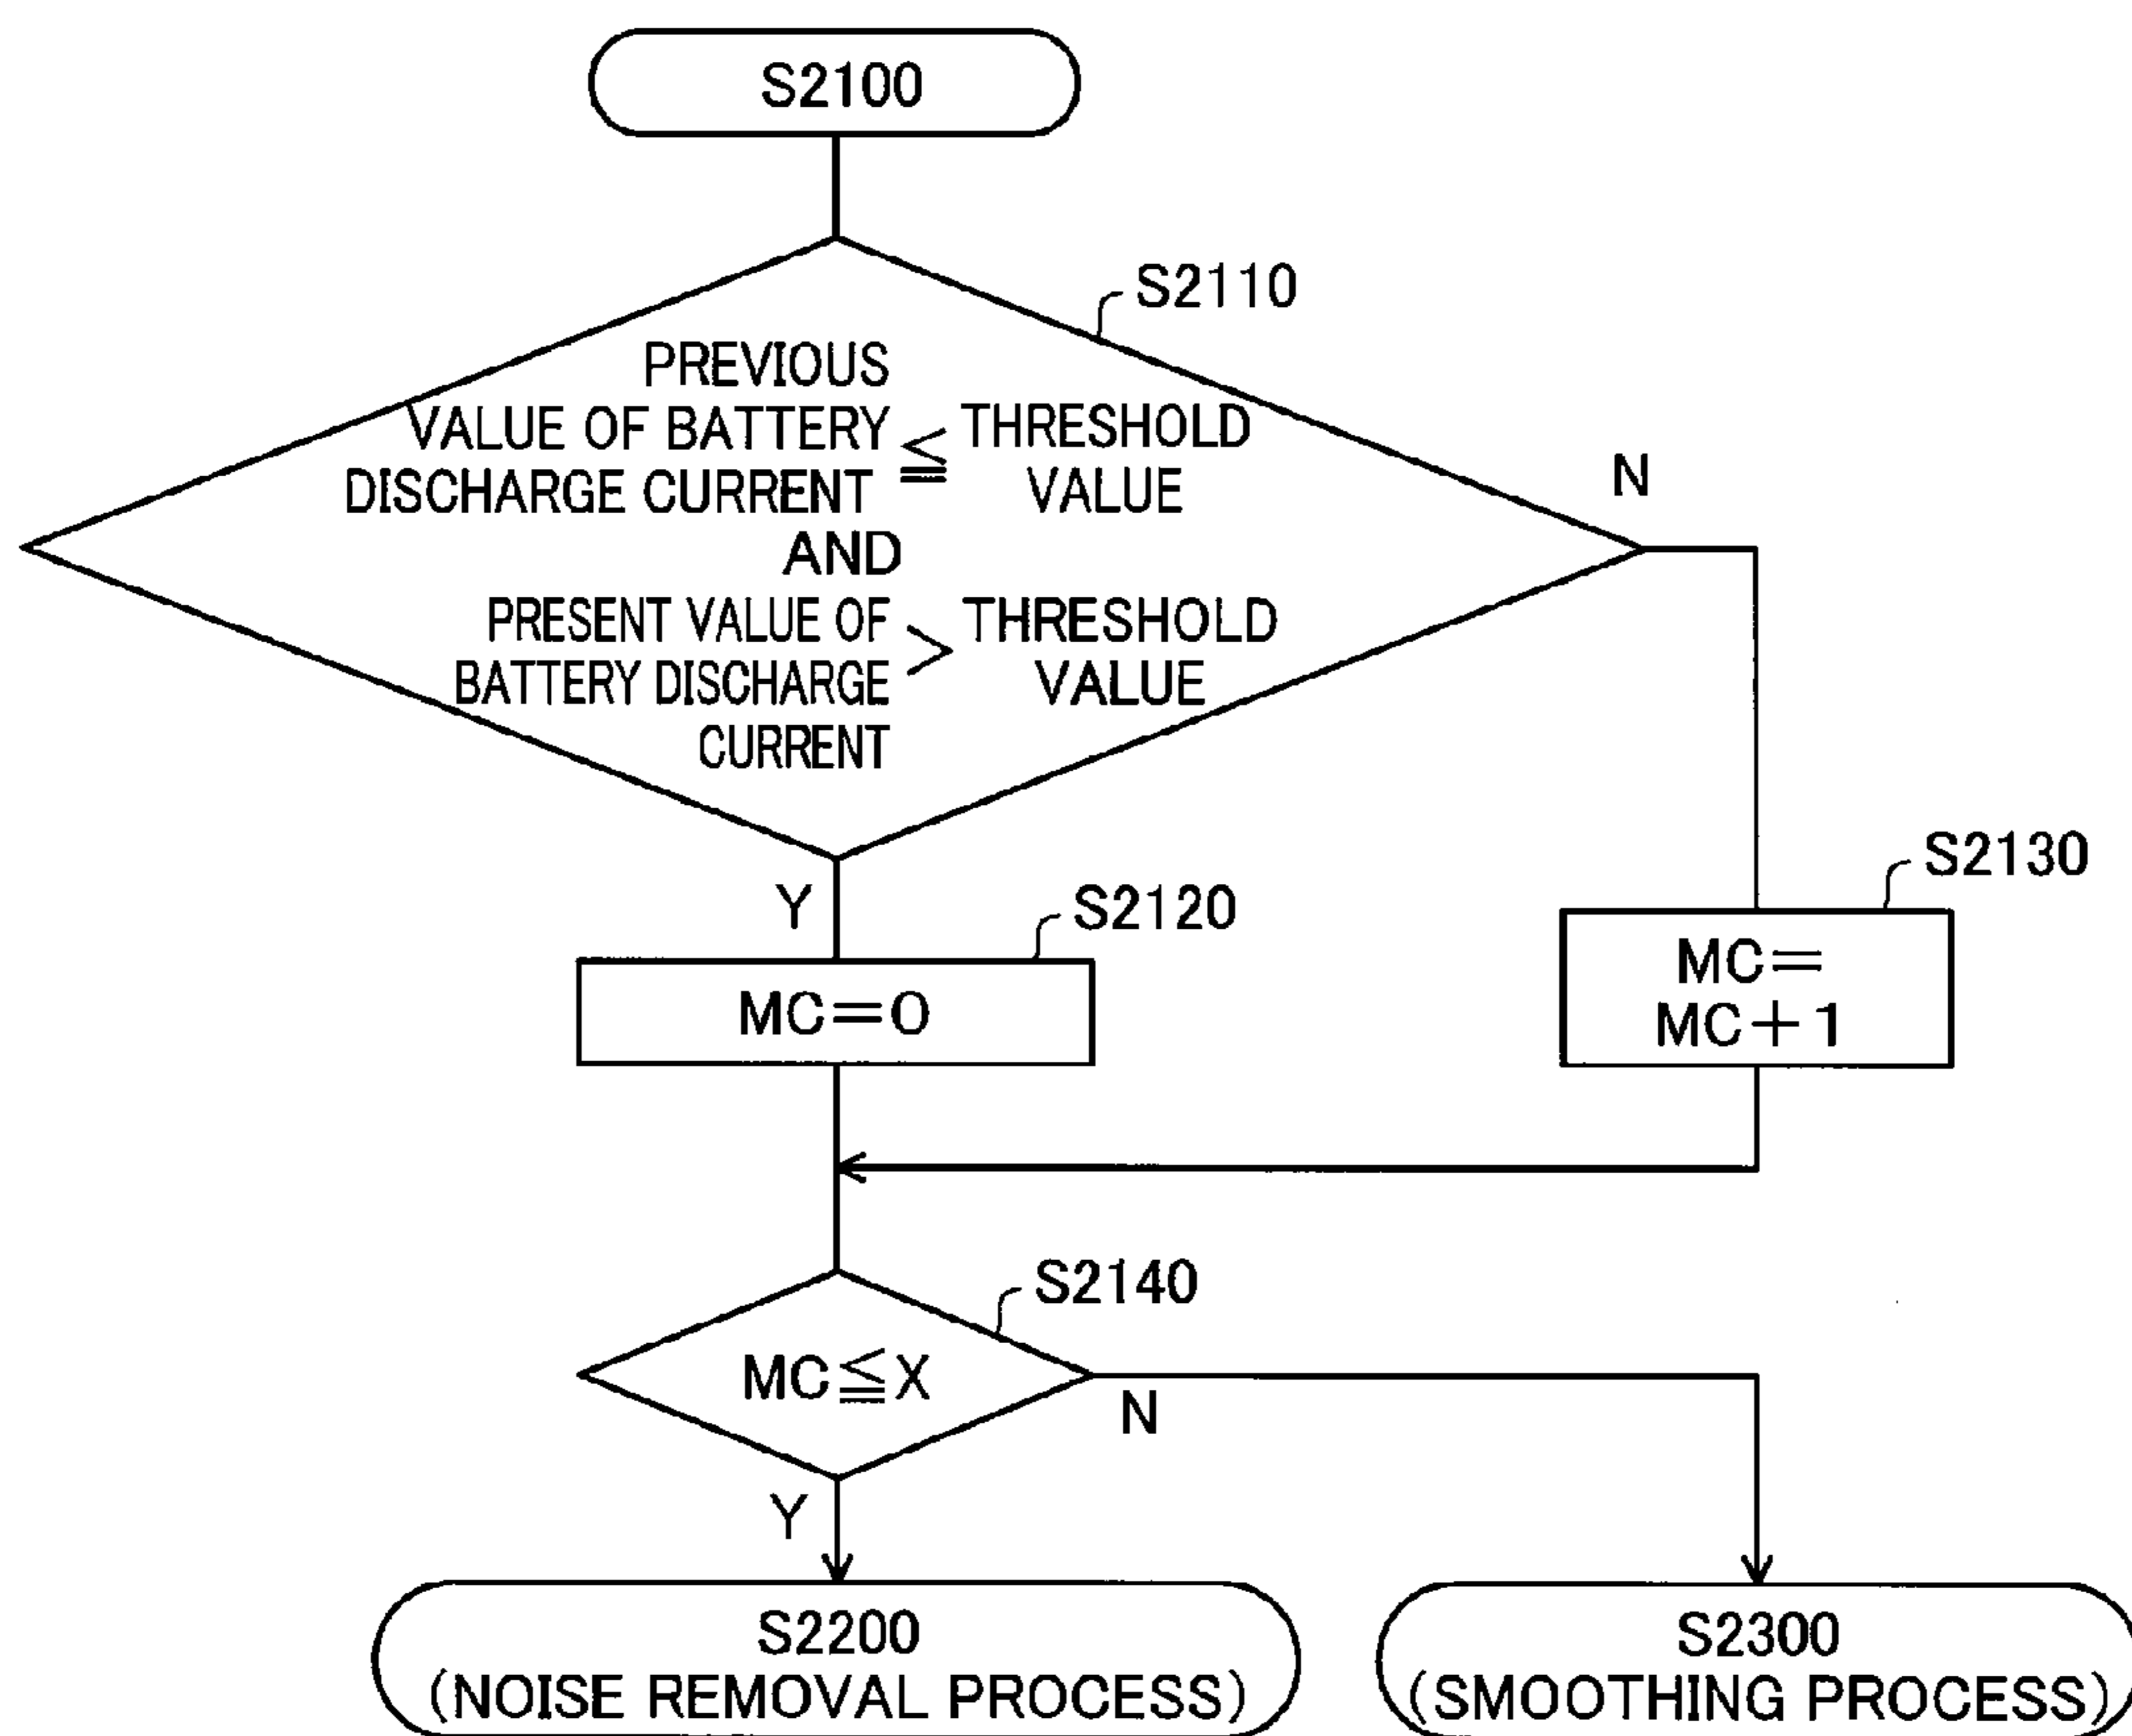 S2100
S2110
PREVIOUS
VALUE OF BATTERY
DISCHARGE CURRENT
≦
THRESHOLD
VALUE
AND
PRESENT VALUE OF
BATTERY DISCHARGE
CURRENT
>
THRESHOLD
VALUE
N
Y
S2120
MC=0
S2130
MC=
MC+1
S2140
MC≦X
N
Y
S2200
(NOISE REMOVAL PROCESS)
S2300
(SMOOTHING PROCESS)